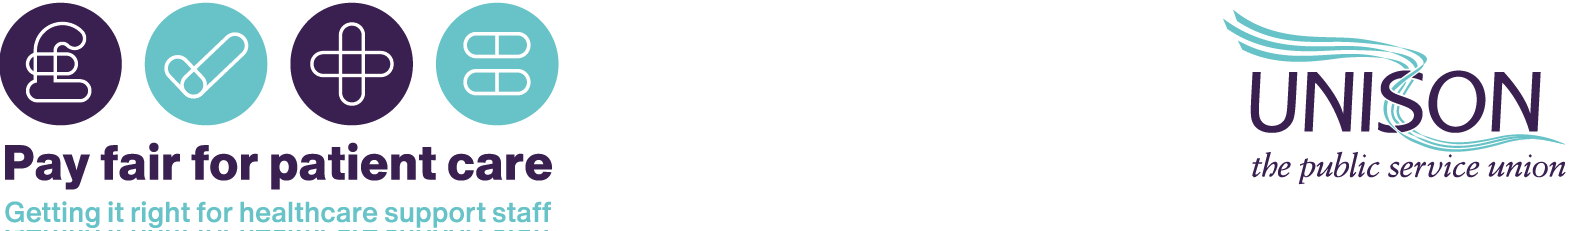 Pay fair for patient care
Getting it right for healthcare support staff
UNISON
the public service union